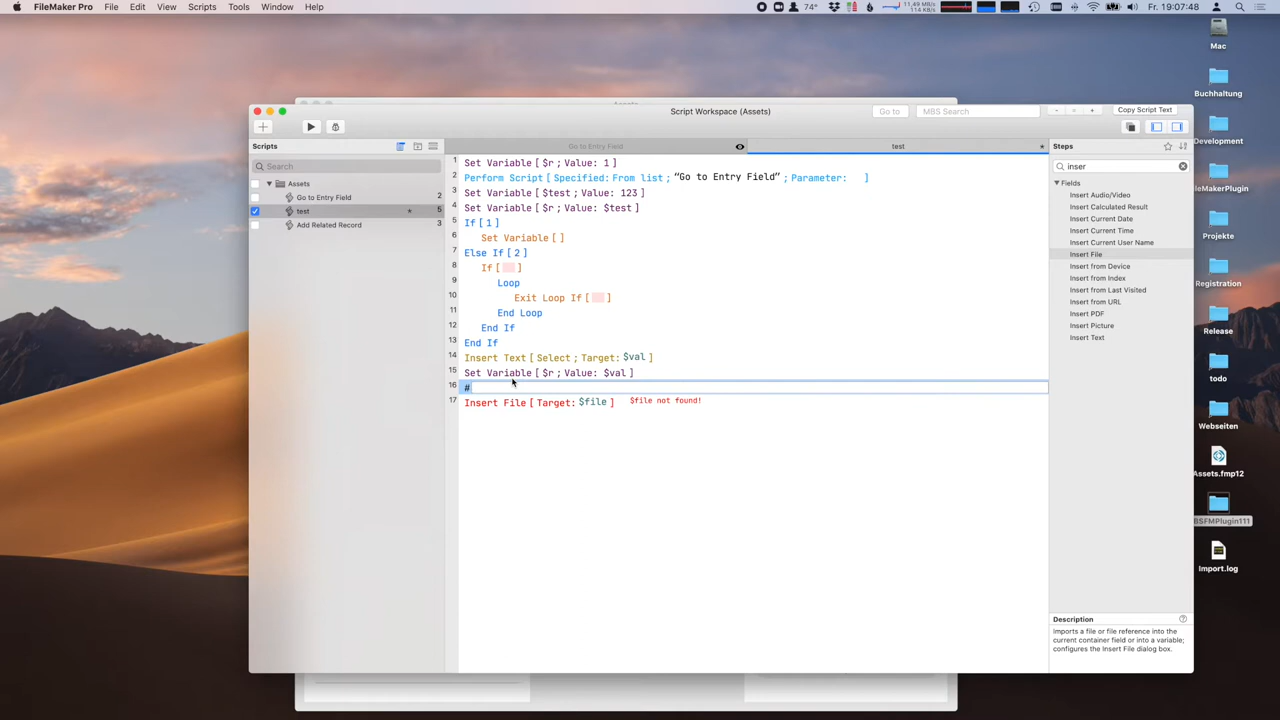 FileMaker Pro File Edit View Scripts Tools Window Help
74° 11,49 MB/s 114 KB/s Fr. 19:07:48
Mac
Buchhaltung
Development
FileMakerPlugin
Projekte
Registration
Release
todo
Webseiten
Assets.fmp12
BSFMPlugin111
Import.log
Script Workspace (Assets)
Go to MBS Search - = + Copy Script Text
Scripts
Search
Assets
Go to Entry Field 2
test * 5
Add Related Record 3
Go to Entry Field
test *
1 Set Variable [ $r ; Value: 1 ]
2 Perform Script [ Specified: From list ; “Go to Entry Field” ; Parameter: ]
3 Set Variable [ $test ; Value: 123 ]
4 Set Variable [ $r ; Value: $test ]
5 If [ 1 ]
6 Set Variable [ ]
7 Else If [ 2 ]
8 If [ ]
9 Loop
10 Exit Loop If [ ]
11 End Loop
12 End If
13 End If
14 Insert Text [ Select ; Target: $val ]
15 Set Variable [ $r ; Value: $val ]
16 #
17 Insert File [ Target: $file ] $file not found!
Steps
inser
Fields
Insert Audio/Video
Insert Calculated Result
Insert Current Date
Insert Current Time
Insert Current User Name
Insert File
Insert from Device
Insert from Index
Insert from Last Visited
Insert from URL
Insert PDF
Insert Picture
Insert Text
Description
Imports a file or file reference into the
current container field or into a variable;
configures the Insert File dialog box.